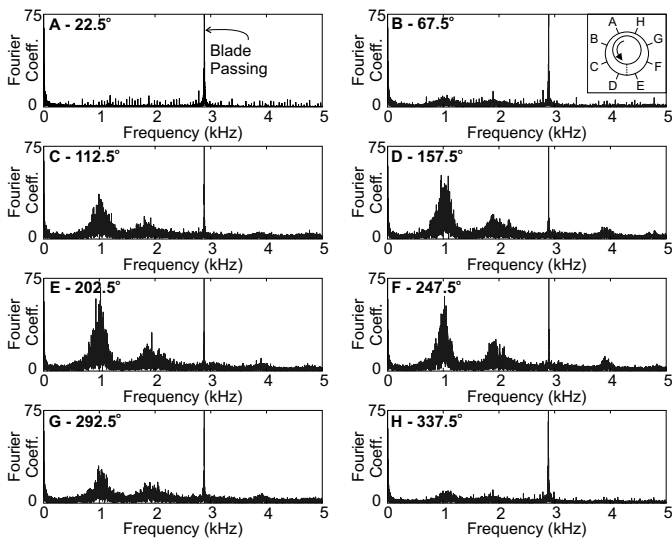 75
A - 22.5°
Blade
Passing
Fourier
Coeff.
0
0 1 2 3 4 5
Frequency (kHz)
75
B - 67.5°
A H
B G
C F
D E
Fourier
Coeff.
0
0 1 2 3 4 5
Frequency (kHz)
75
C - 112.5°
Fourier
Coeff.
0
0 1 2 3 4 5
Frequency (kHz)
75
D - 157.5°
Fourier
Coeff.
0
0 1 2 3 4 5
Frequency (kHz)
75
E - 202.5°
Fourier
Coeff.
0
0 1 2 3 4 5
Frequency (kHz)
75
F - 247.5°
Fourier
Coeff.
0
0 1 2 3 4 5
Frequency (kHz)
75
G - 292.5°
Fourier
Coeff.
0
0 1 2 3 4 5
Frequency (kHz)
75
H - 337.5°
Fourier
Coeff.
0
0 1 2 3 4 5
Frequency (kHz)